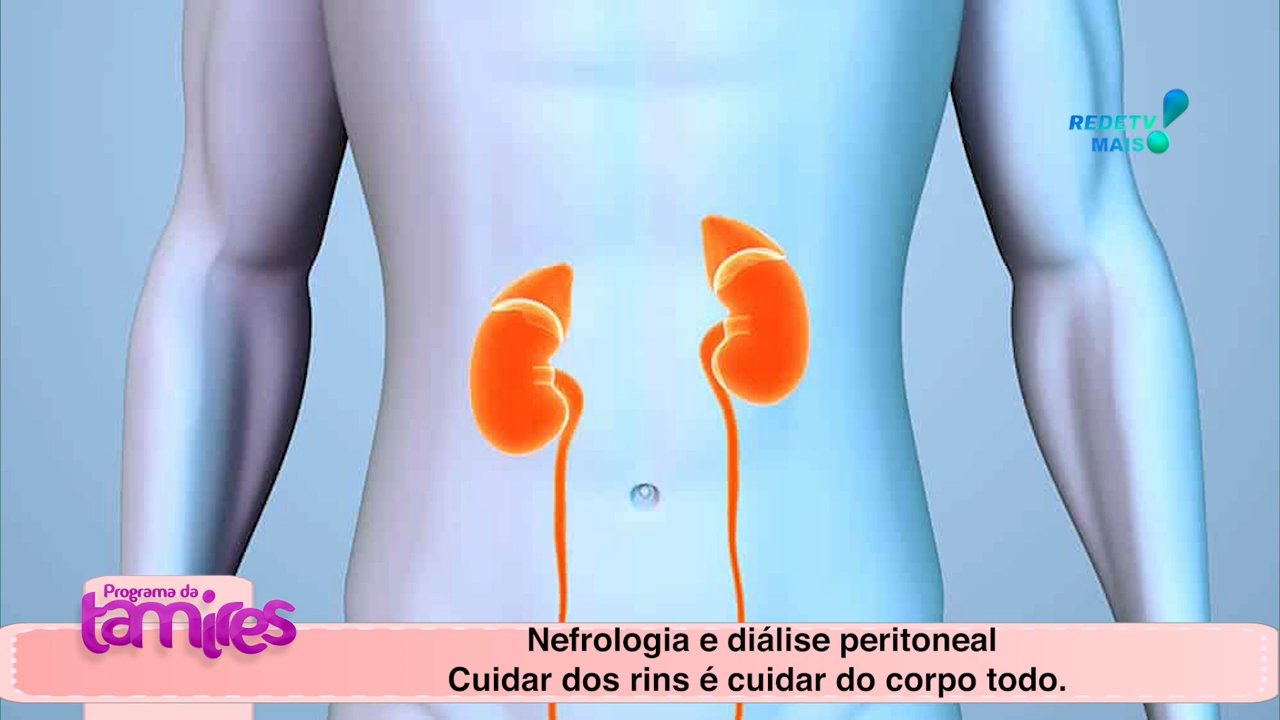 REDETV
MAIS
Programa da
tamires
Nefrologia e diálise peritoneal
Cuidar dos rins é cuidar do corpo todo.